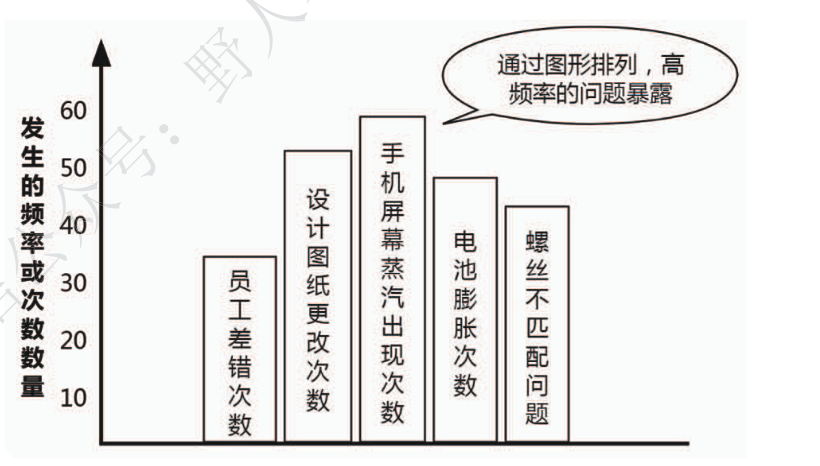 公众号：野人
通过图形排列，高
频率的问题暴露
发生的频率或次数数量
60
50
40
30
20
10
员工差错次数
设计图纸更改次数
手机屏幕蒸汽出现次数
电池膨胀次数
螺丝不匹配问题